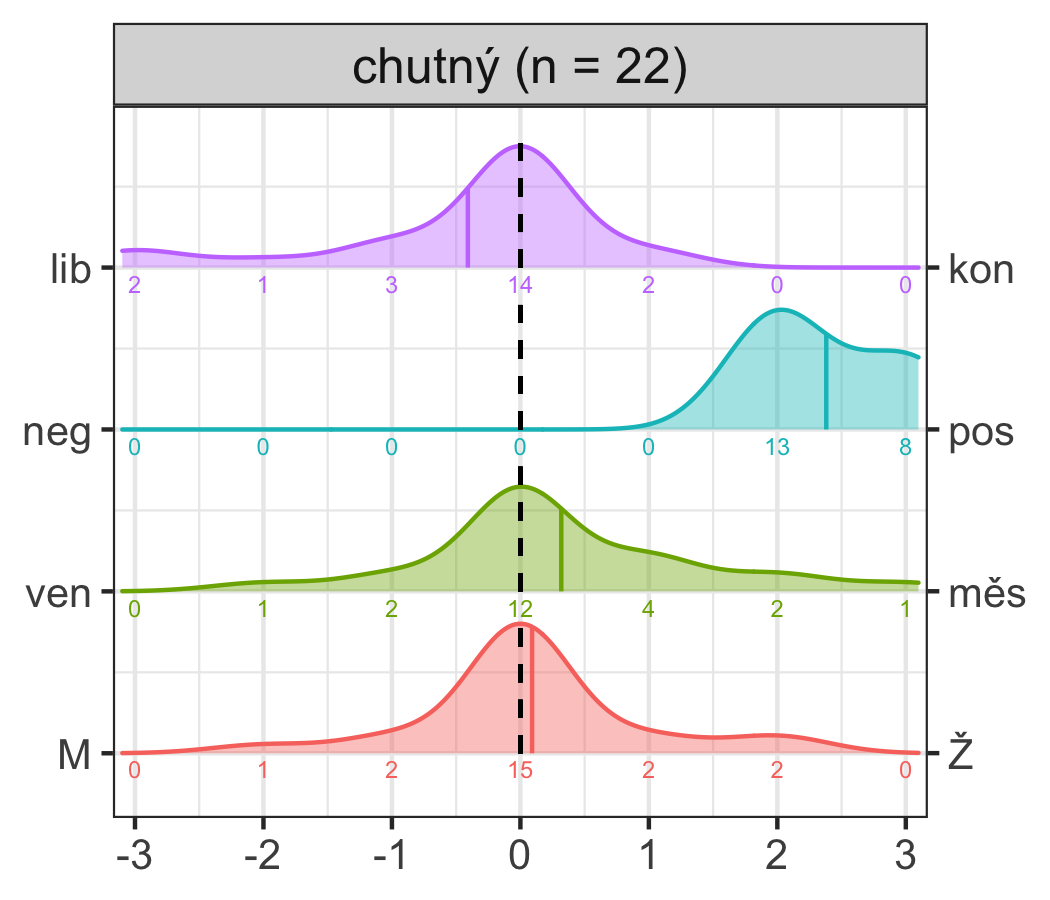 chutný (n = 22)
lib kon
2 1 3 14 2 0 0
neg pos
0 0 0 0 0 13 8
ven měs
0 1 2 12 4 2 1
M Ž
0 1 2 15 2 2 0
-3 -2 -1 0 1 2 3